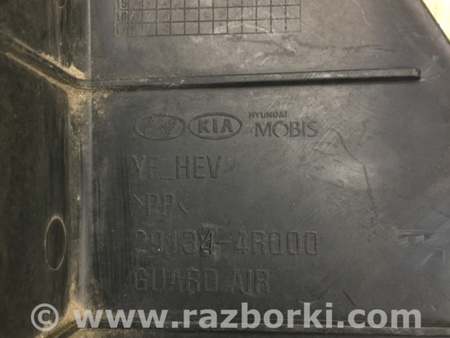 KIA HYUNDAI MOBIS
YF_HEV
>PP<
29134-4R000
GUARD AIR
© www.razborki.com